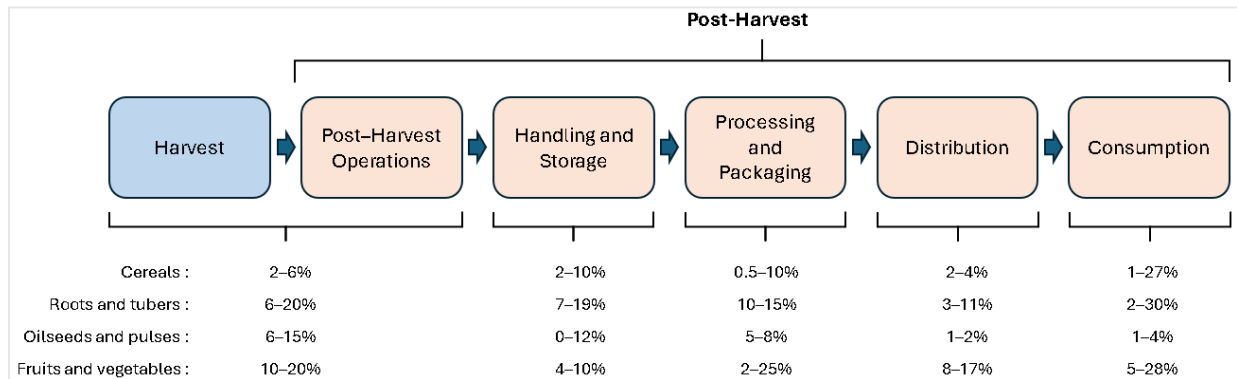 Post-Harvest
Harvest
Post–Harvest
Operations
Handling and
Storage
Processing
and
Packaging
Distribution
Consumption
Cereals : 2–6% 2–10% 0.5–10% 2–4% 1–27%
Roots and tubers : 6–20% 7–19% 10–15% 3–11% 2–30%
Oilseeds and pulses : 6–15% 0–12% 5–8% 1–2% 1–4%
Fruits and vegetables : 10–20% 4–10% 2–25% 8–17% 5–28%